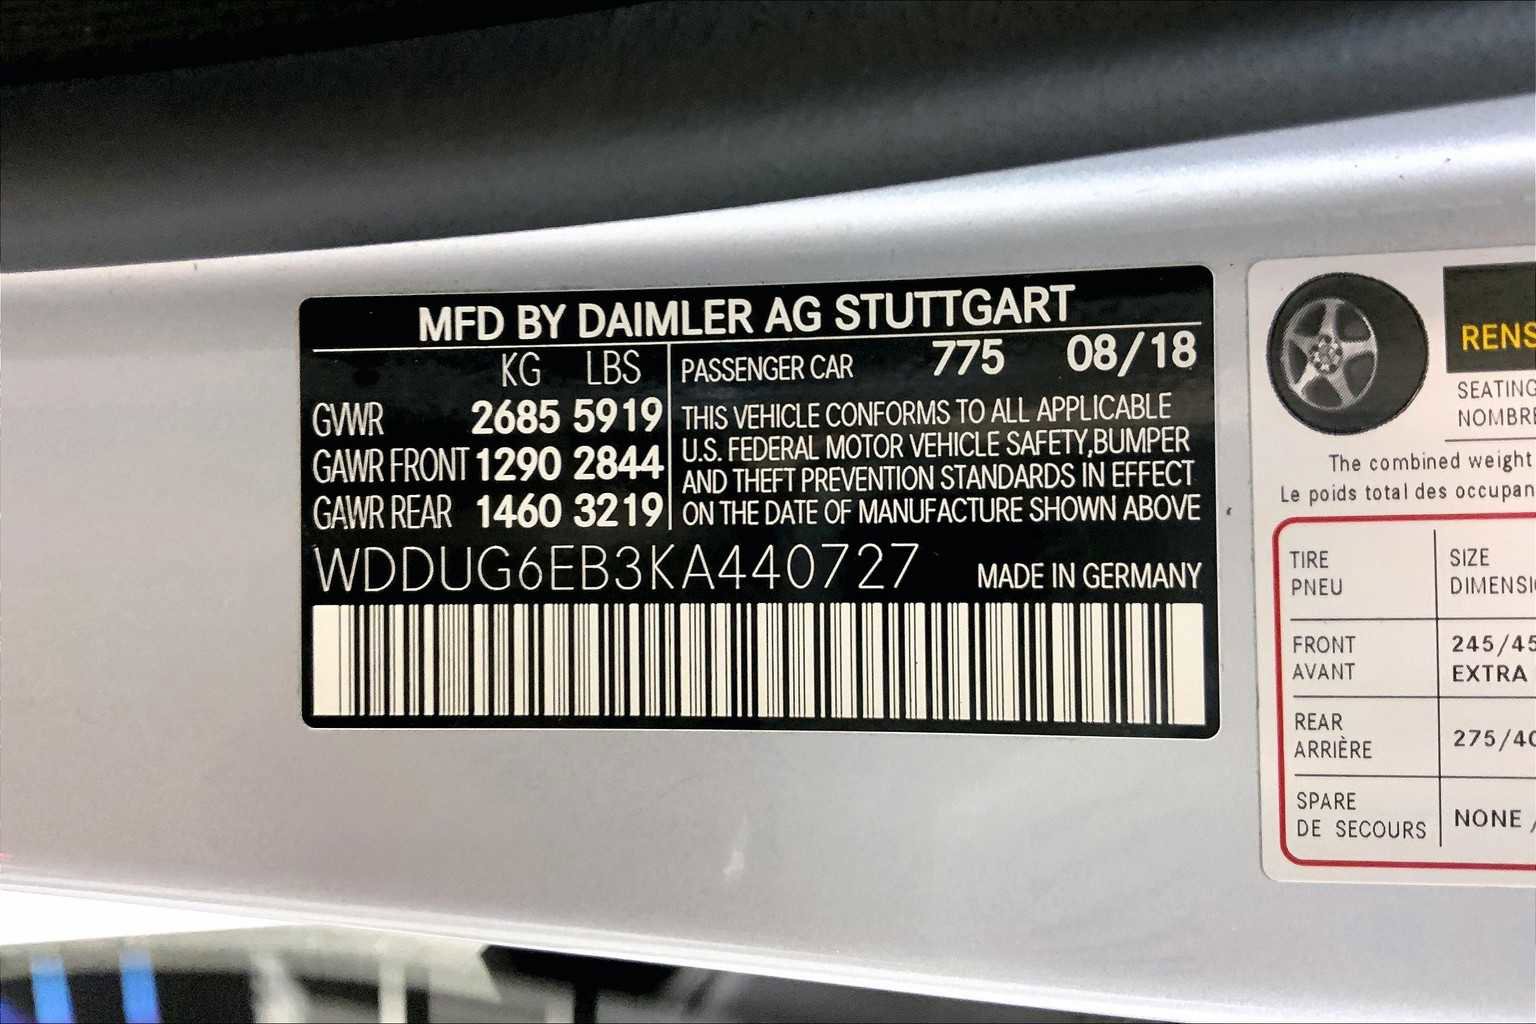 MFD BY DAIMLER AG STUTTGART
KG LBS
GVWR 2685 5919
GAWR FRONT 1290 2844
GAWR REAR 1460 3219
PASSENGER CAR 775 08/18
THIS VEHICLE CONFORMS TO ALL APPLICABLE
U.S. FEDERAL MOTOR VEHICLE SAFETY,BUMPER
AND THEFT PREVENTION STANDARDS IN EFFECT
ON THE DATE OF MANUFACTURE SHOWN ABOVE
WDDUG6EB3KA440727
MADE IN GERMANY
RENS
SEATING
NOMBRE
The combined weight
Le poids total des occupan
TIRE SIZE
PNEU DIMENSI
FRONT 245/45
AVANT EXTRA
REAR
ARRIÈRE 275/40
SPARE
DE SECOURS NONE /